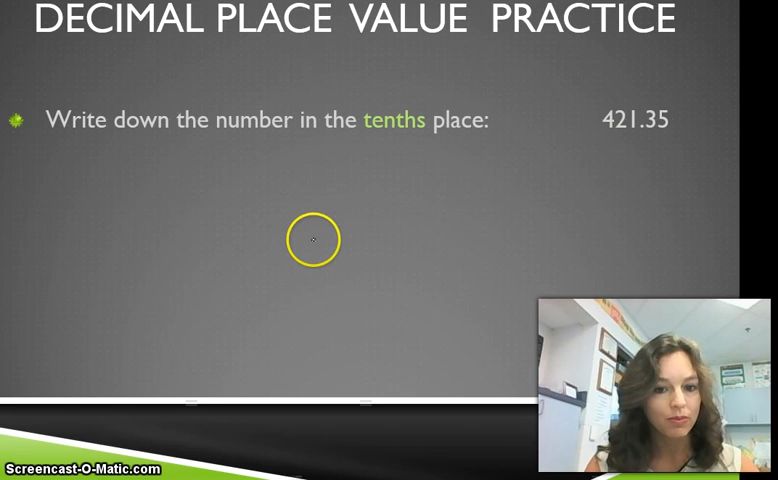 DECIMAL PLACE VALUE PRACTICE
Write down the number in the tenths place: 421.35
Screencast-O-Matic.com